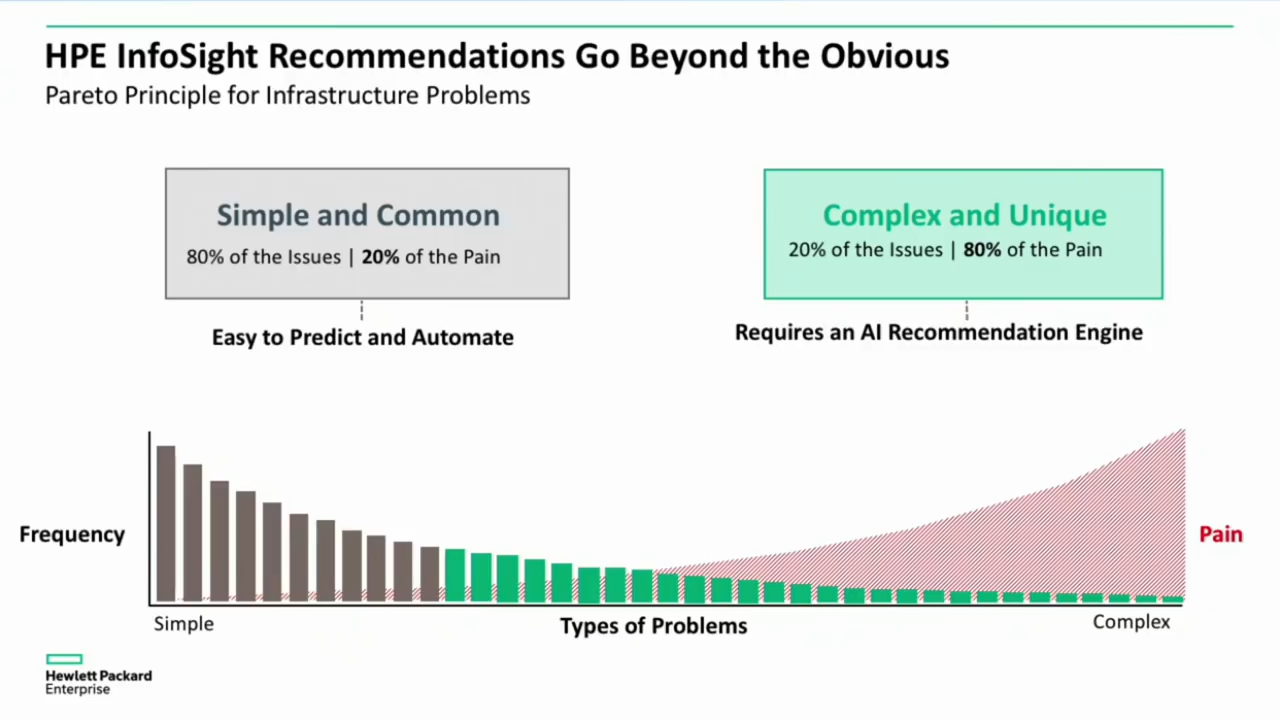 HPE InfoSight Recommendations Go Beyond the Obvious
Pareto Principle for Infrastructure Problems
Simple and Common
80% of the Issues | 20% of the Pain
Easy to Predict and Automate
Complex and Unique
20% of the Issues | 80% of the Pain
Requires an AI Recommendation Engine
Frequency
Pain
Simple
Types of Problems
Complex
Hewlett Packard
Enterprise